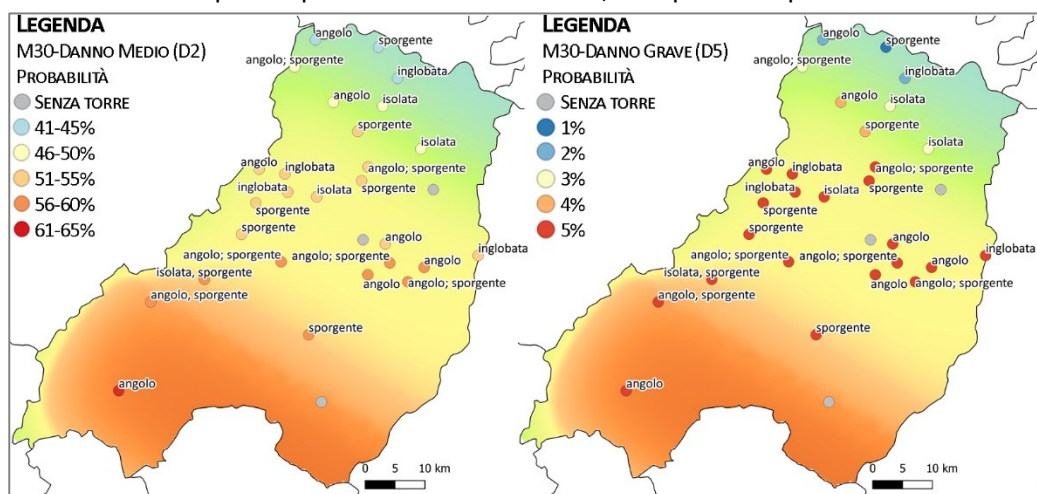 LEGENDA
M30-DANNO MEDIO (D2)
PROBABILITÀ
SENZA TORRE
41-45%
46-50%
51-55%
56-60%
61-65%
angolo
sporgente
angolo; sporgente
inglobata
angolo
isolata
sporgente
isolata
angolo
inglobata
angolo; sporgente
inglobata
isolata
sporgente
sporgente
sporgente
angolo
inglobata
angolo; sporgente
angolo; sporgente
angolo
isolata, sporgente
angolo
angolo; sporgente
angolo, sporgente
sporgente
angolo
0 5 10 km
LEGENDA
M30-DANNO GRAVE (D5)
PROBABILITÀ
SENZA TORRE
1%
2%
3%
4%
5%
angolo
sporgente
angolo; sporgente
inglobata
angolo
isolata
sporgente
isolata
angolo
inglobata
angolo; sporgente
inglobata
isolata
sporgente
sporgente
sporgente
angolo
inglobata
angolo; sporgente
angolo; sporgente
angolo
isolata, sporgente
angolo
angolo; sporgente
angolo, sporgente
sporgente
angolo
0 5 10 km